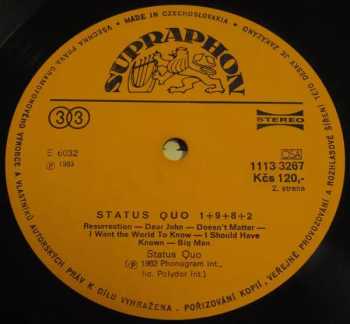 VŠECHNA PRÁVA GRAMOFONOVÉHO VÝROBCE A VLASTNÍKŮ AUTORSKÝCH PRÁV K DÍLU VYHRAŽENA. POŘIZOVÁNÍ KOPIÍ, VEŘEJNÉ PROVOZOVÁNÍ A ROZHLASOVÉ ŠÍŘENÍ TÉTO DESKY JE ZAKÁZÁNO.
MADE IN CZECHOSLOVAKIA
SUPRAPHON
33
STEREO
E 6032
Ⓟ 1983
ČSA
1113 3267
Kčs 120,-
2. strana
STATUS QUO 1+9+8+2
Resurrection — Dear John — Doesn't Matter —
I Want the World To Know — I Should Have
Known — Big Man
Status Quo
Ⓟ 1982 Phonogram Int.,
lic. Polydor Int.)